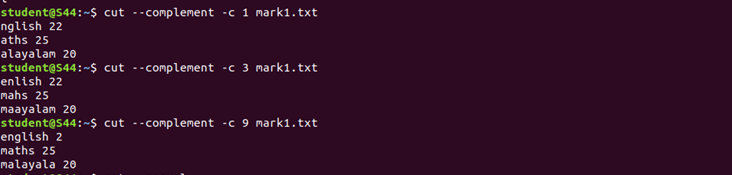 student@S44:~$ cut --complement -c 1 mark1.txt
nglish 22
aths 25
alayalam 20
student@S44:~$ cut --complement -c 3 mark1.txt
enlish 22
mahs 25
maayalam 20
student@S44:~$ cut --complement -c 9 mark1.txt
english 2
maths 25
malayala 20